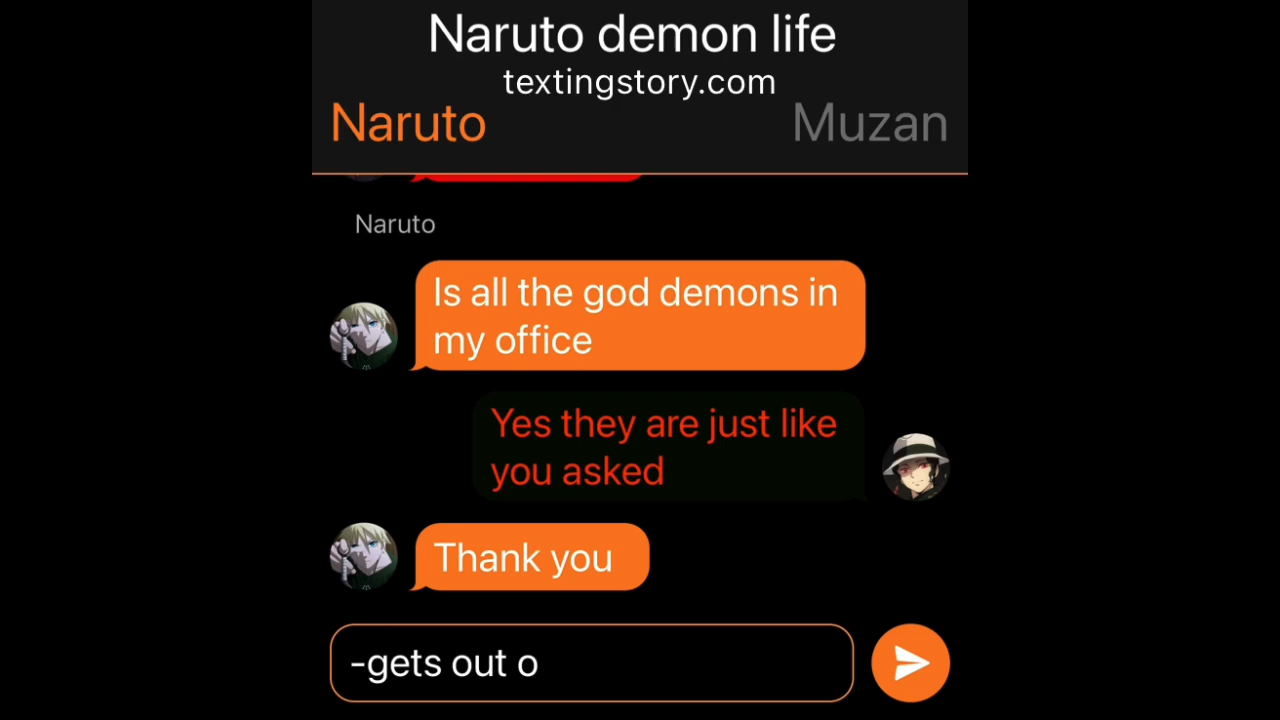 Naruto demon life
textingstory.com
Naruto
Muzan
Naruto
Is all the god demons in
my office
Yes they are just like
you asked
Thank you
-gets out o